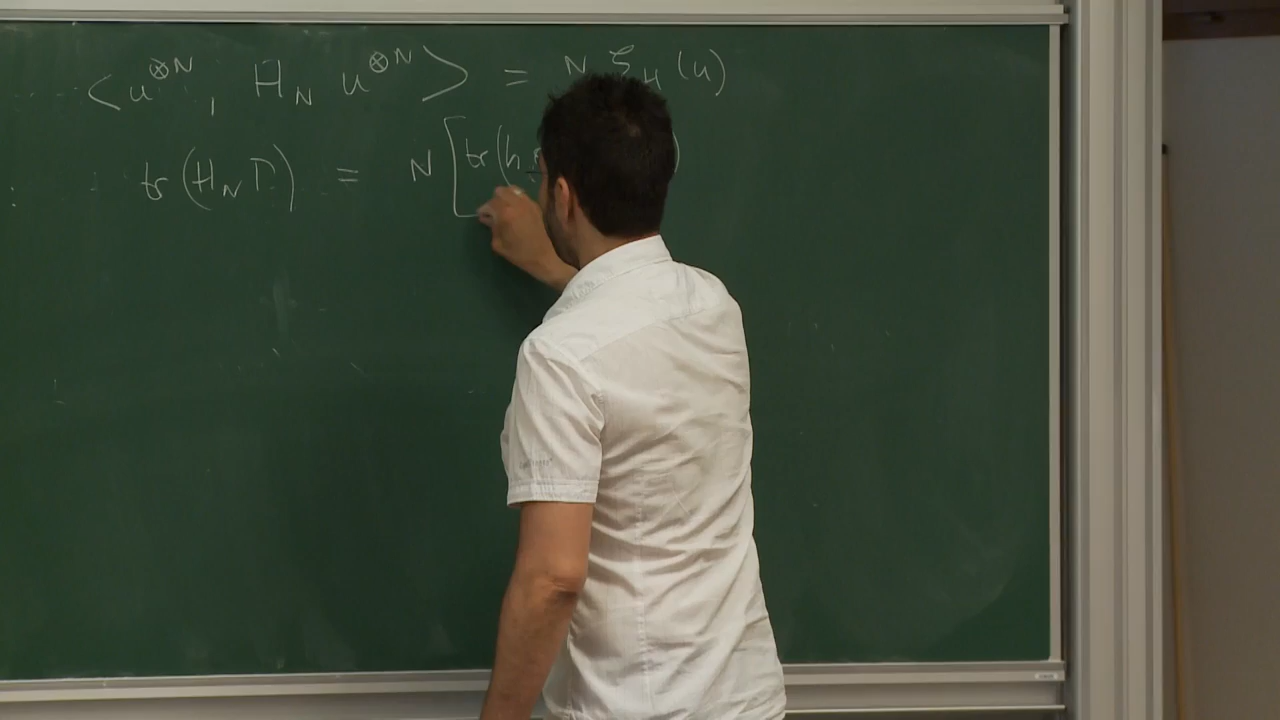 ⟨u^{⊗N}, H_N u^{⊗N}⟩ = N ξ_H (u)
: tr(H_N Γ) = N[tr(h )